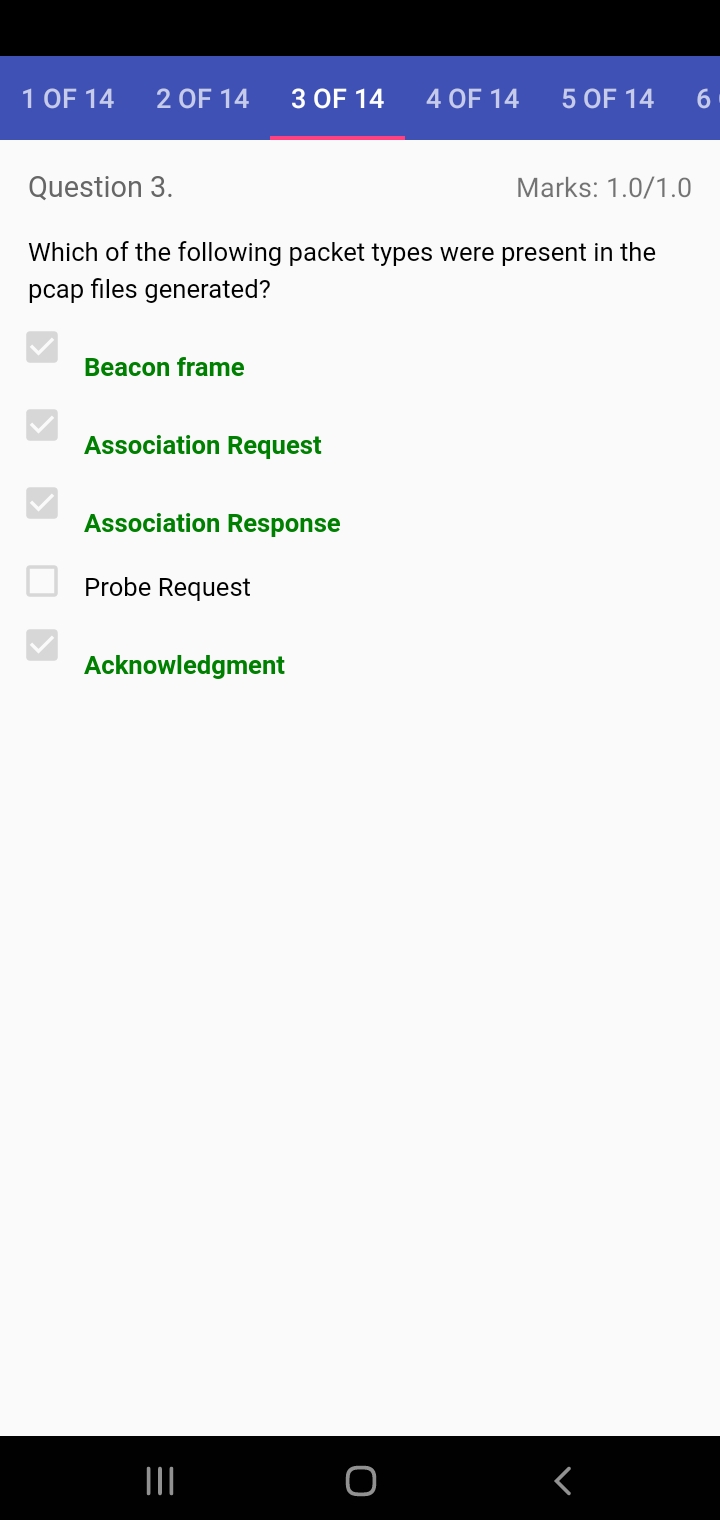 1 OF 14 2 OF 14 3 OF 14 4 OF 14 5 OF 14 6
Question 3. Marks: 1.0/1.0
Which of the following packet types were present in the
pcap files generated?
Beacon frame
Association Request
Association Response
Probe Request
Acknowledgment